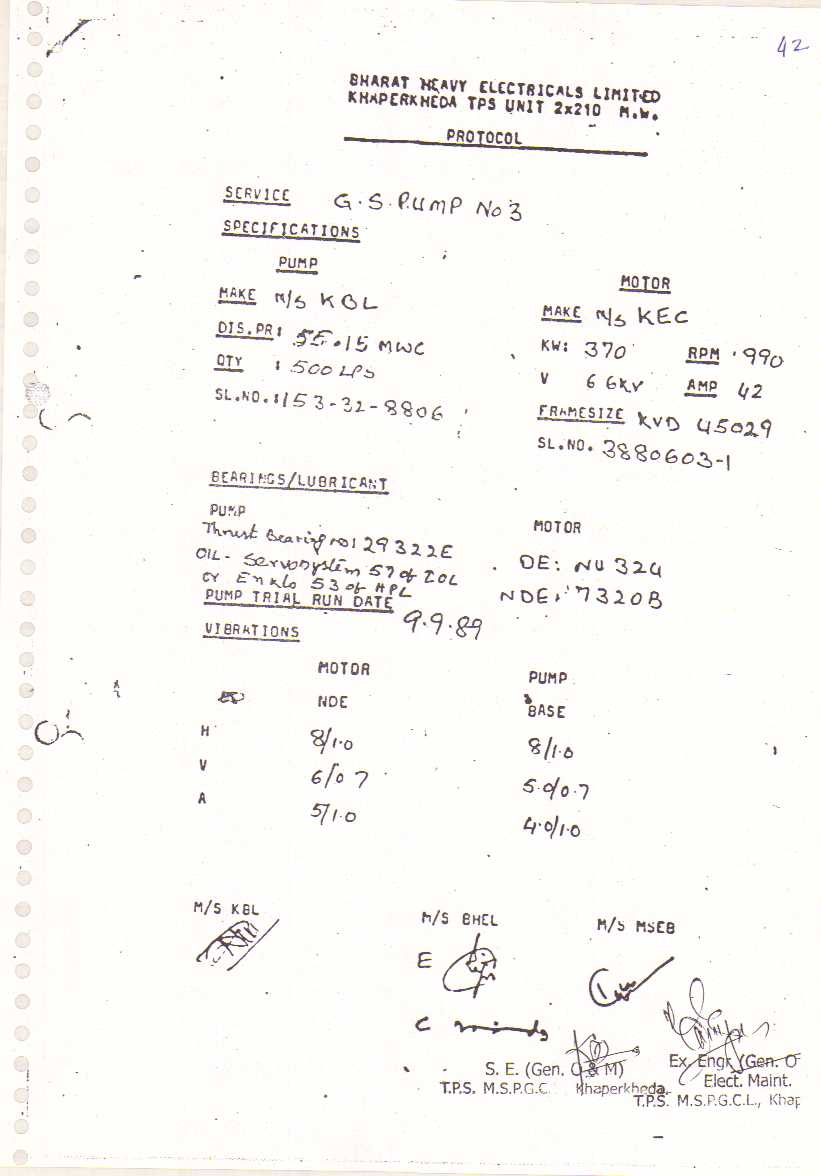 42
BHARAT HEAVY ELECTRICALS LIMITED
KHAPERKHEDA TPS UNIT 2x210 M.W.
PROTOCOL
SERVICE G.S.PUMP No 3
SPECIFICATIONS
PUMP MOTOR
MAKE M/s KBL MAKE M/s KEC
DIS.PR: 55.15 MWC KW: 370 RPM 990
QTY : 500 LPS V 6 6KV AMP 42
SL.NO.:153-32-8806 FRAMESIZE KVD 45029
SL.NO. 3880603-1
BEARINGS/LUBRICANT
PUMP MOTOR
Thrust Bearing no: 29322E DE: NU 324
OIL - Servosystem 57 of IOL NDE: 7320B
or Enklo 53 of HPL
PUMP TRIAL RUN DATE 9.9.89
VIBRATIONS
MOTOR PUMP
NDE BASE
H 8/1.0 8/1.0
V 6/0.7 5.0/0.7
A 5/1.0 4.0/1.0
M/S KBL M/S BHEL M/S MSEB
E
C
S. E. (Gen. O & M) Ex. Engr. (Gen. O
T.P.S. M.S.P.G.C Khaperkheda. Elect. Maint.
T.P.S. M.S.P.G.C.L., Khap